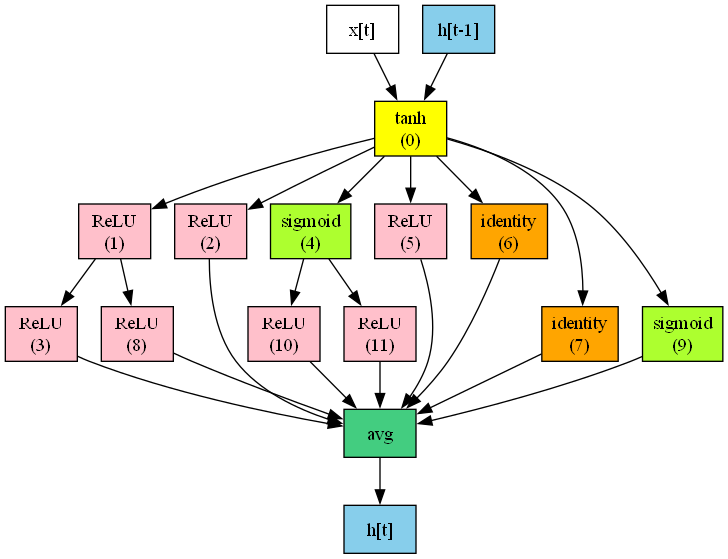 x[t]
h[t-1]
tanh
(0)
ReLU
(1)
ReLU
(2)
sigmoid
(4)
ReLU
(5)
identity
(6)
ReLU
(3)
ReLU
(8)
ReLU
(10)
ReLU
(11)
identity
(7)
sigmoid
(9)
avg
h[t]